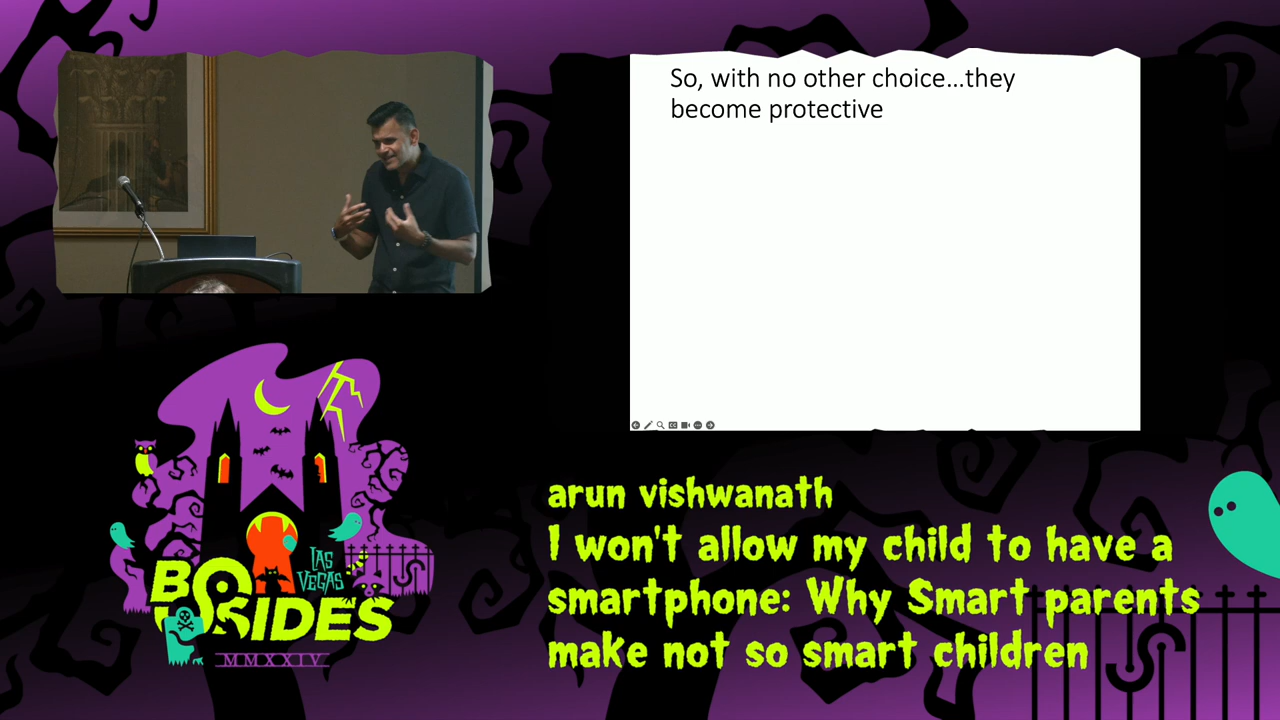 So, with no other choice...they
become protective
BSIDES
LAS
VEGAS
MMXXIV
arun vishwanath
I won't allow my child to have a
smartphone: Why Smart parents
make not so smart children